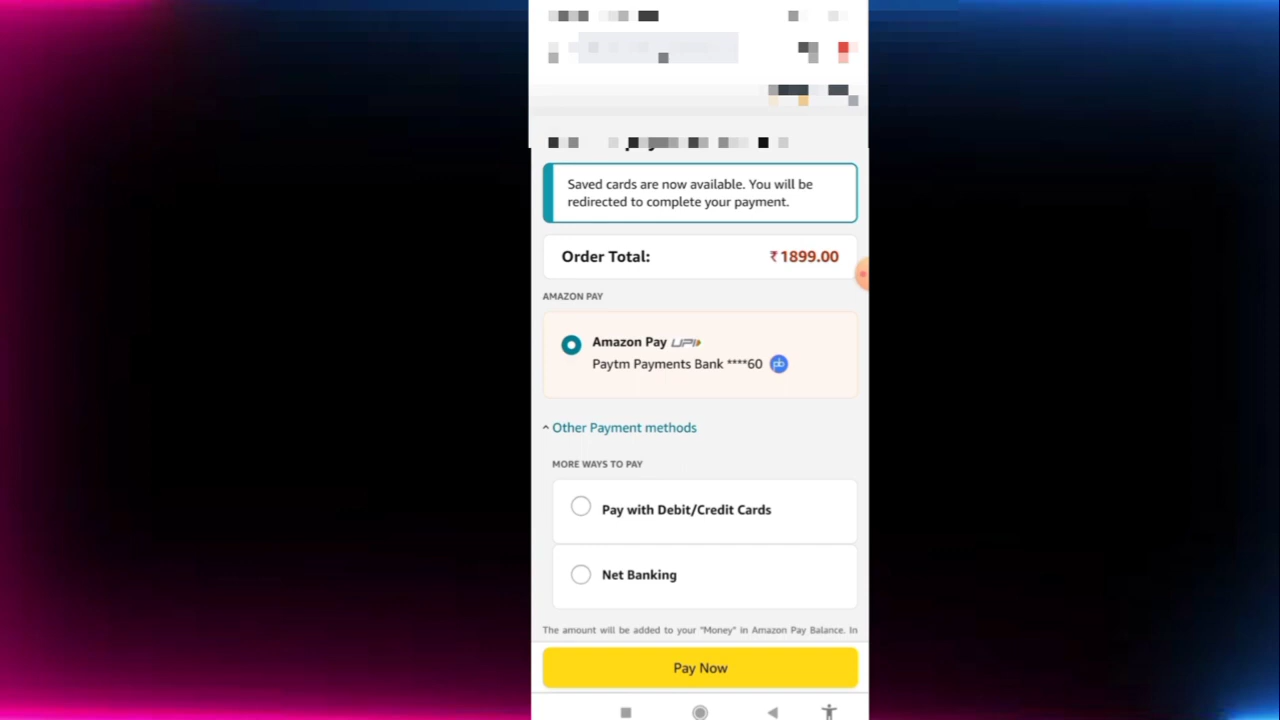 Saved cards are now available. You will be
redirected to complete your payment.
Order Total: ₹1899.00
AMAZON PAY
Amazon Pay UPI
Paytm Payments Bank ****60 pb
^ Other Payment methods
MORE WAYS TO PAY
Pay with Debit/Credit Cards
Net Banking
The amount will be added to your "Money" in Amazon Pay Balance. In
Pay Now